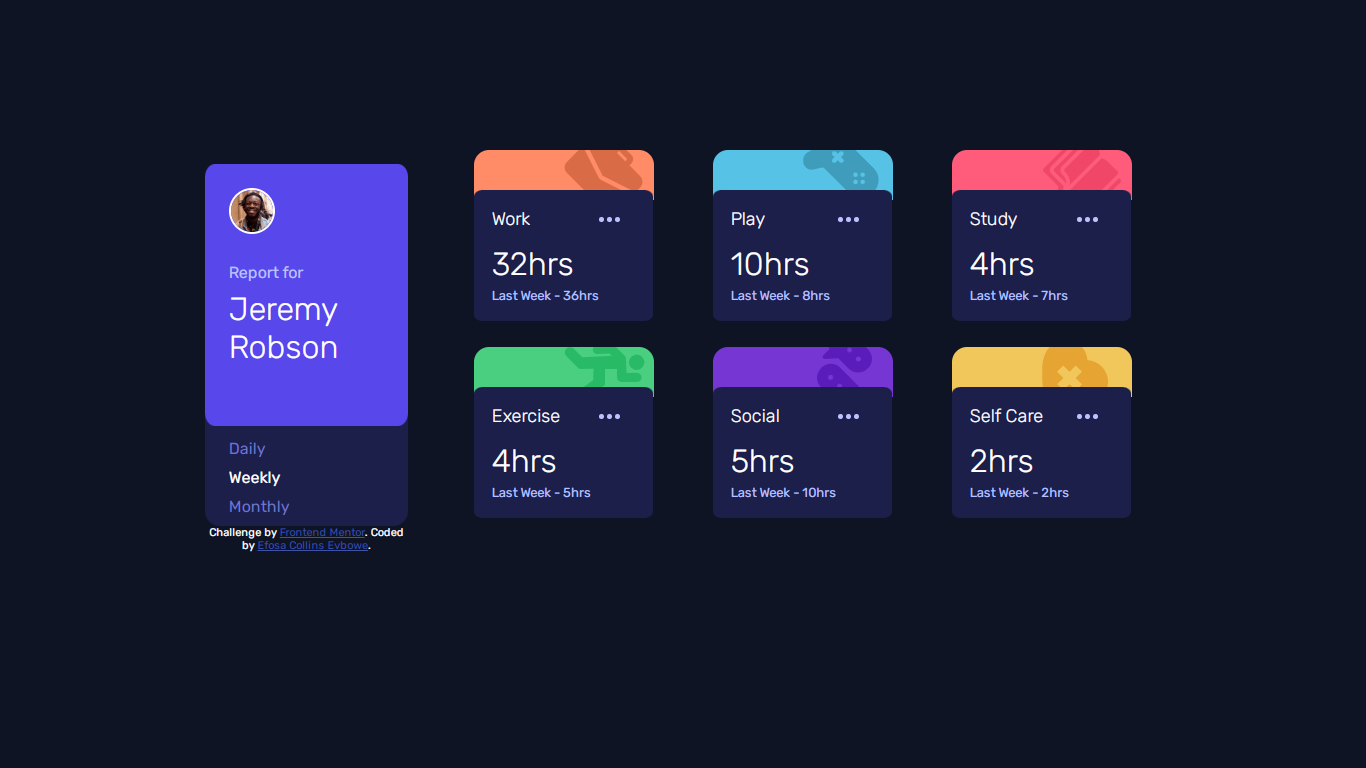 Report for
Jeremy
Robson
Daily
Weekly
Monthly
Challenge by Frontend Mentor. Coded
by Efosa Collins Evbowe.
Work
32hrs
Last Week - 36hrs
Play
10hrs
Last Week - 8hrs
Study
4hrs
Last Week - 7hrs
Exercise
4hrs
Last Week - 5hrs
Social
5hrs
Last Week - 10hrs
Self Care
2hrs
Last Week - 2hrs